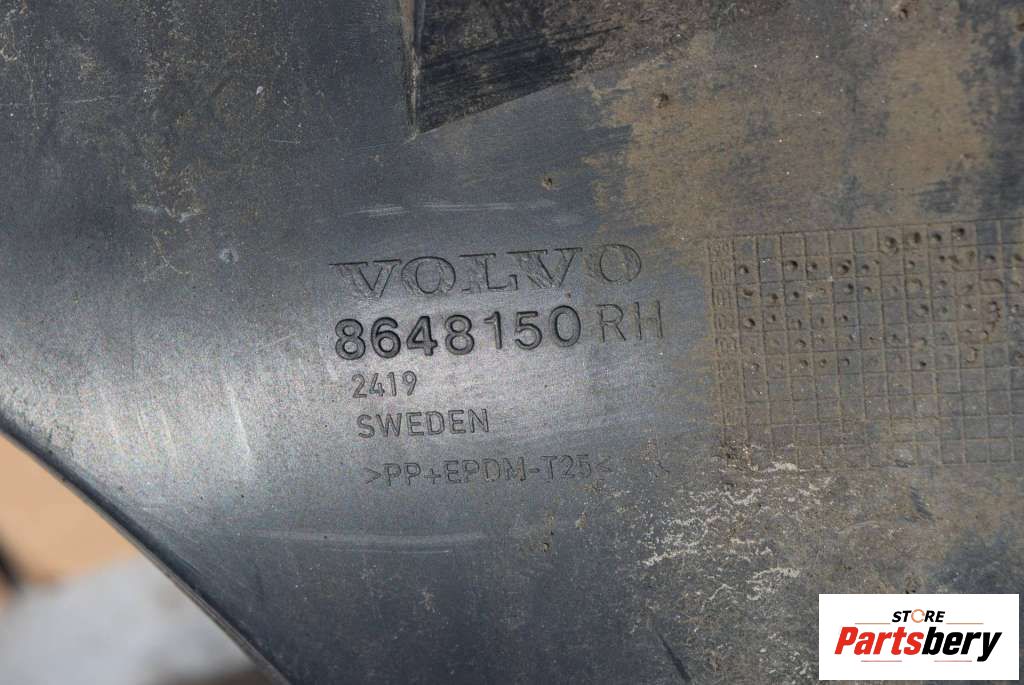 VOLVO
8648150 RH
2419
SWEDEN
>PP+EPDM-T25<
STORE
Partsbery